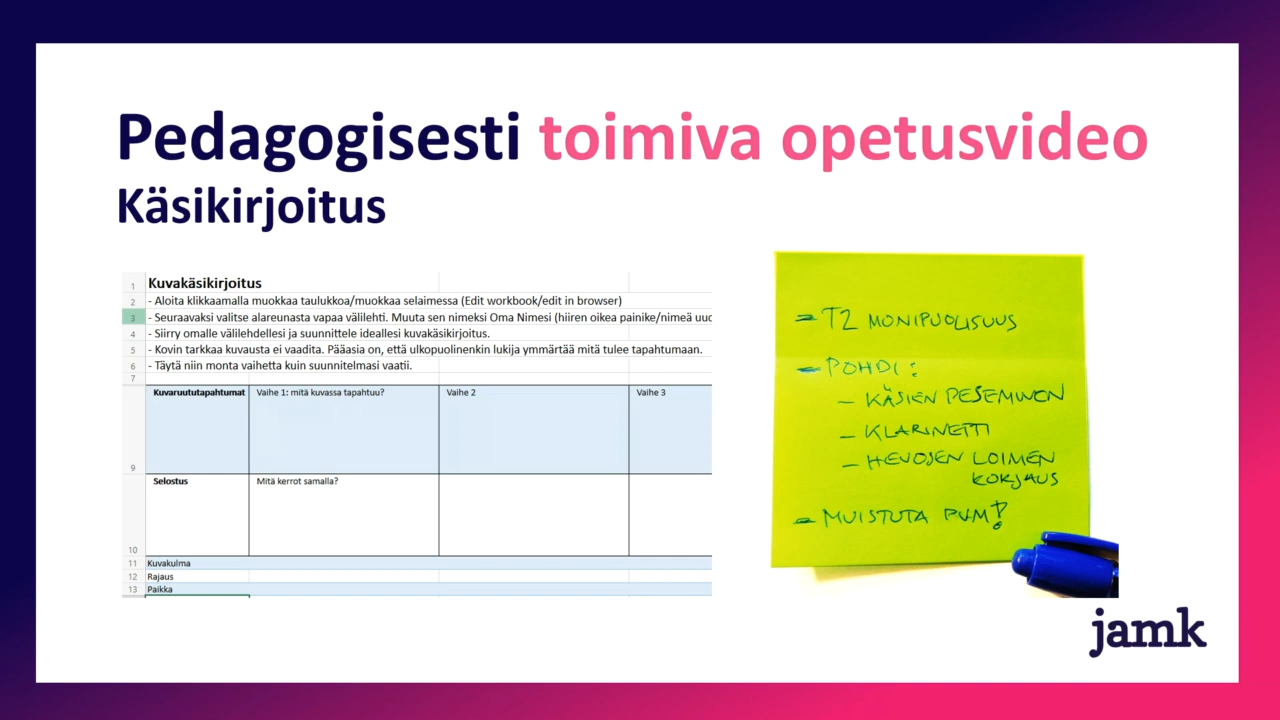 Pedagogisesti toimiva opetusvideo
Käsikirjoitus
1 Kuvakäsikirjoitus
2 - Aloita klikkaamalla muokkaa taulukkoa/muokkaa selaimessa (Edit workbook/edit in browser)
3 - Seuraavaksi valitse alareunasta vapaa välilehti. Muuta sen nimeksi Oma Nimesi (hiiren oikea painike/nimeä uud
4 - Siirry omalle välilehdellesi ja suunnittele ideallesi kuvakäsikirjoitus.
5 - Kovin tarkkaa kuvausta ei vaadita. Pääasia on, että ulkopuolinenkin lukija ymmärtää mitä tulee tapahtumaan.
6 - Täytä niin monta vaihetta kuin suunnitelmasi vaatii.
7
Kuvaruututapahtumat Vaihe 1: mitä kuvassa tapahtuu? Vaihe 2 Vaihe 3
9
Selostus Mitä kerrot samalla?
10
11 Kuvakulma
12 Rajaus
13 Paikka
- T2 MONIPUOLISUUS
- POHDI:
- KÄSIEN PESEMINEN
- KLARINETTI
- HEVOSEN LOIMEN
KORJAUS
- MUISTUTA PVM!
jamk